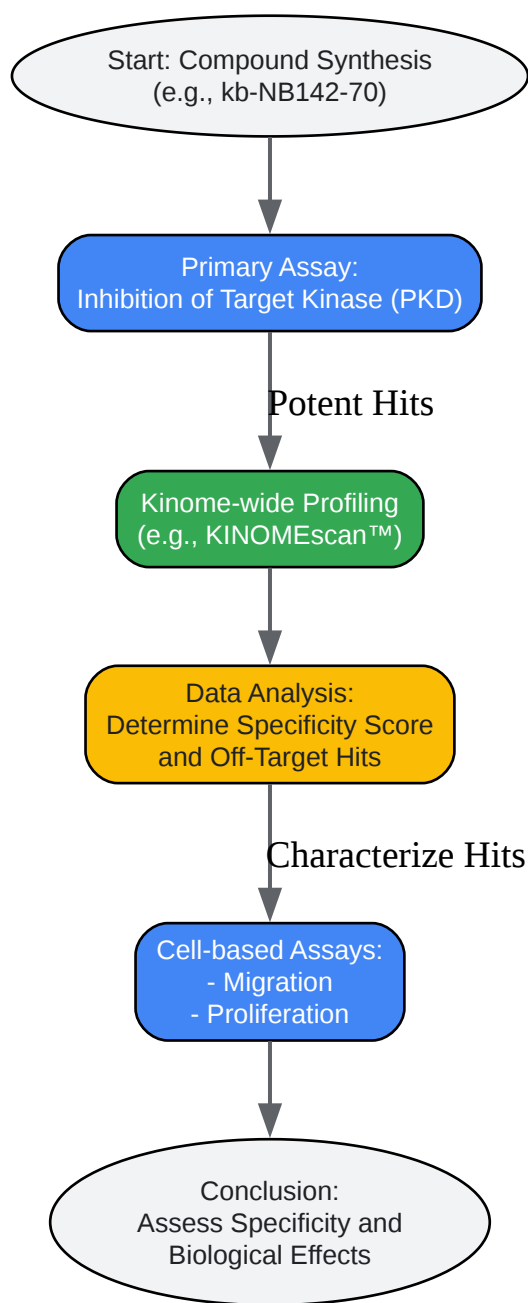 Start: Compound Synthesis
(e.g., kb-NB142-70)
Primary Assay:
Inhibition of Target Kinase (PKD)
Potent Hits
Kinome-wide Profiling
(e.g., KINOMEscan™)
Data Analysis:
Determine Specificity Score
and Off-Target Hits
Characterize Hits
Cell-based Assays:
- Migration
- Proliferation
Conclusion:
Assess Specificity and
Biological Effects